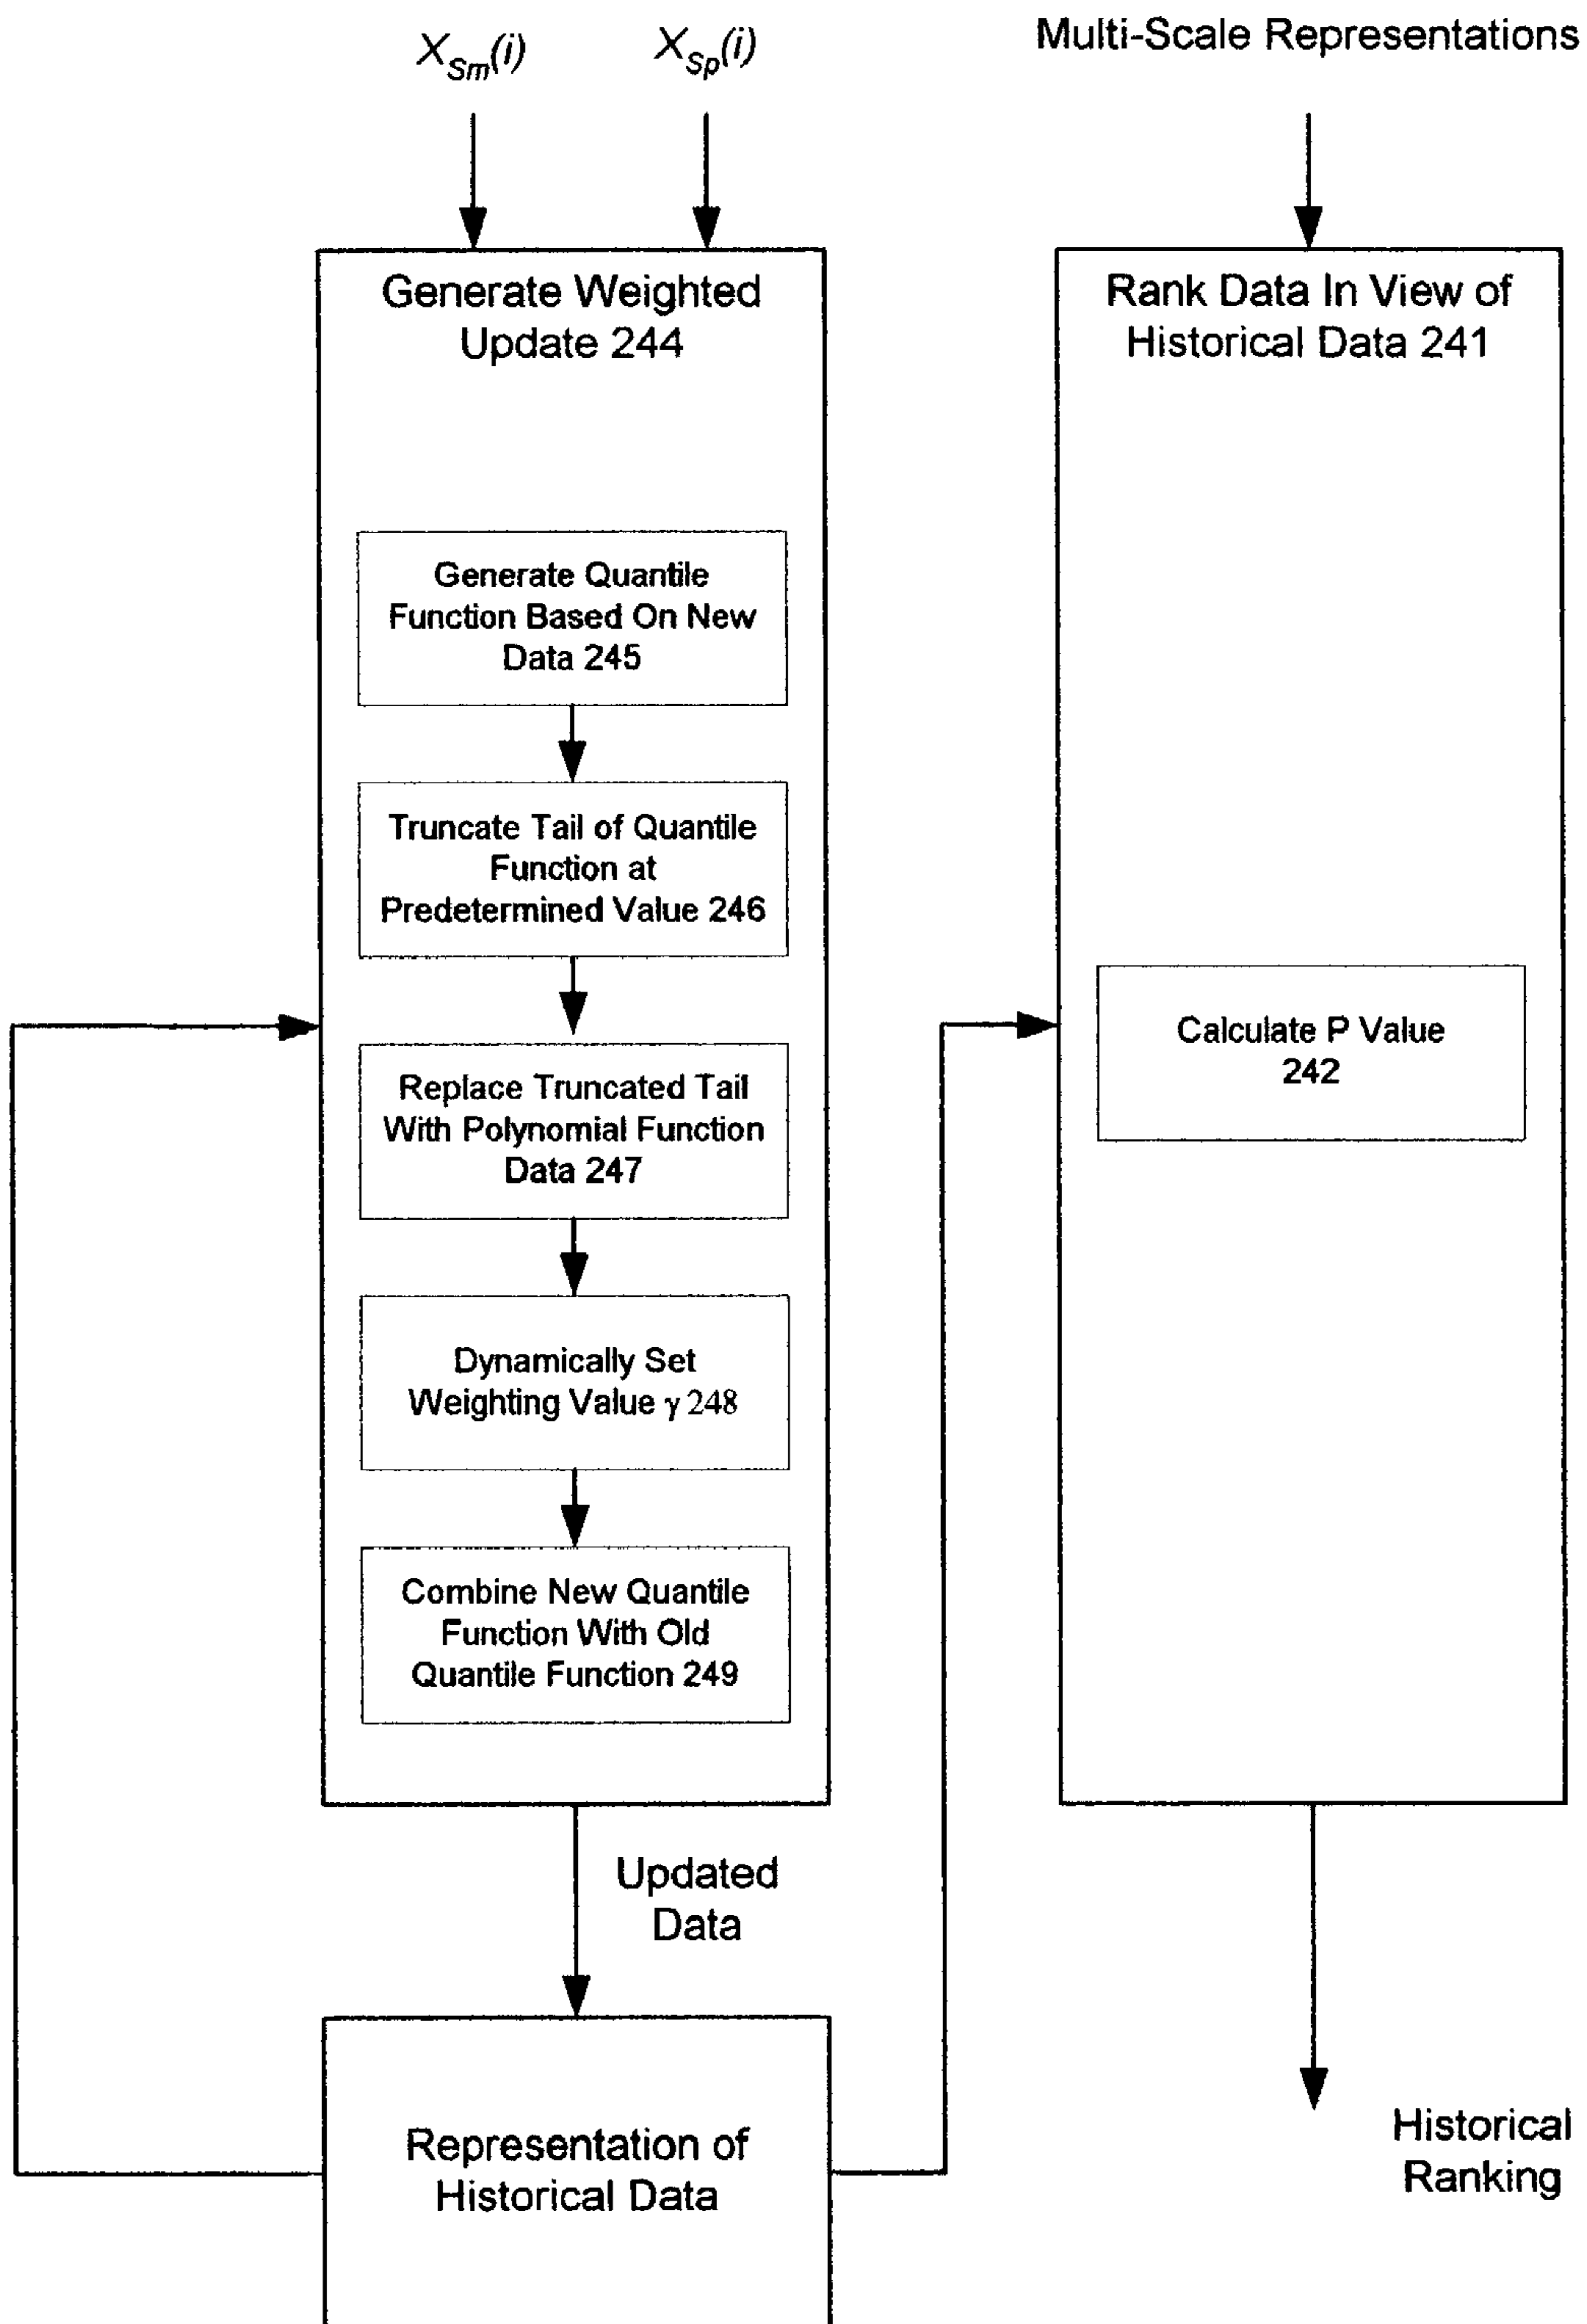 X_Sm(i)
X_Sp(i)
Multi-Scale Representations
Generate Weighted
Update 244
Generate Quantile
Function Based On New
Data 245
Truncate Tail of Quantile
Function at
Predetermined Value 246
Replace Truncated Tail
With Polynomial Function
Data 247
Dynamically Set
Weighting Value γ 248
Combine New Quantile
Function With Old
Quantile Function 249
Updated
Data
Representation of
Historical Data
Rank Data In View of
Historical Data 241
Calculate P Value
242
Historical
Ranking